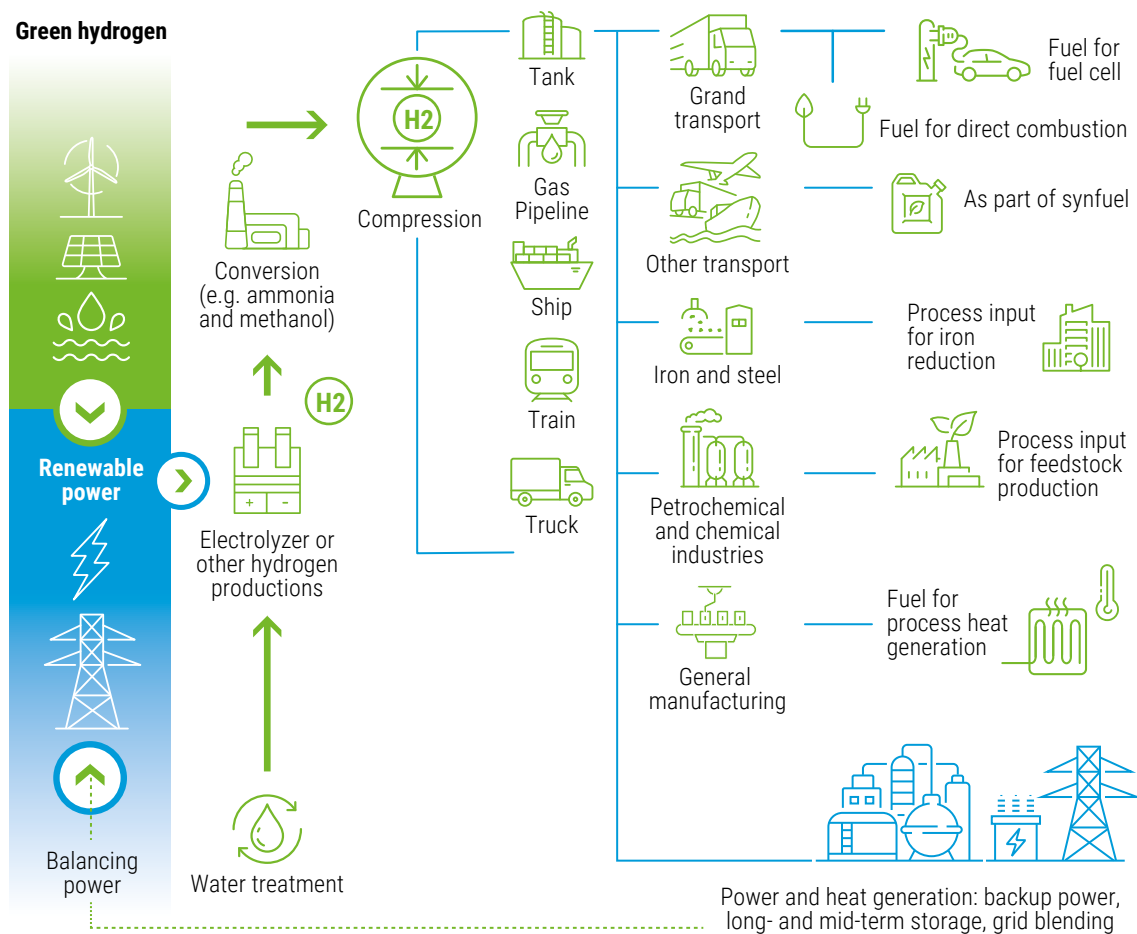 Green hydrogen
Renewable
power
Balancing
power
Conversion
(e.g. ammonia
and methanol)
H2
Electrolyzer or
other hydrogen
productions
+ -
Water treatment
H2
Compression
Tank
Gas
Pipeline
Ship
Train
Truck
Grand
transport
Other transport
Iron and steel
Petrochemical
and chemical
industries
General
manufacturing
Fuel for
fuel cell
Fuel for direct combustion
As part of synfuel
Process input
for iron
reduction
Process input
for feedstock
production
Fuel for
process heat
generation
Power and heat generation: backup power,
long- and mid-term storage, grid blending